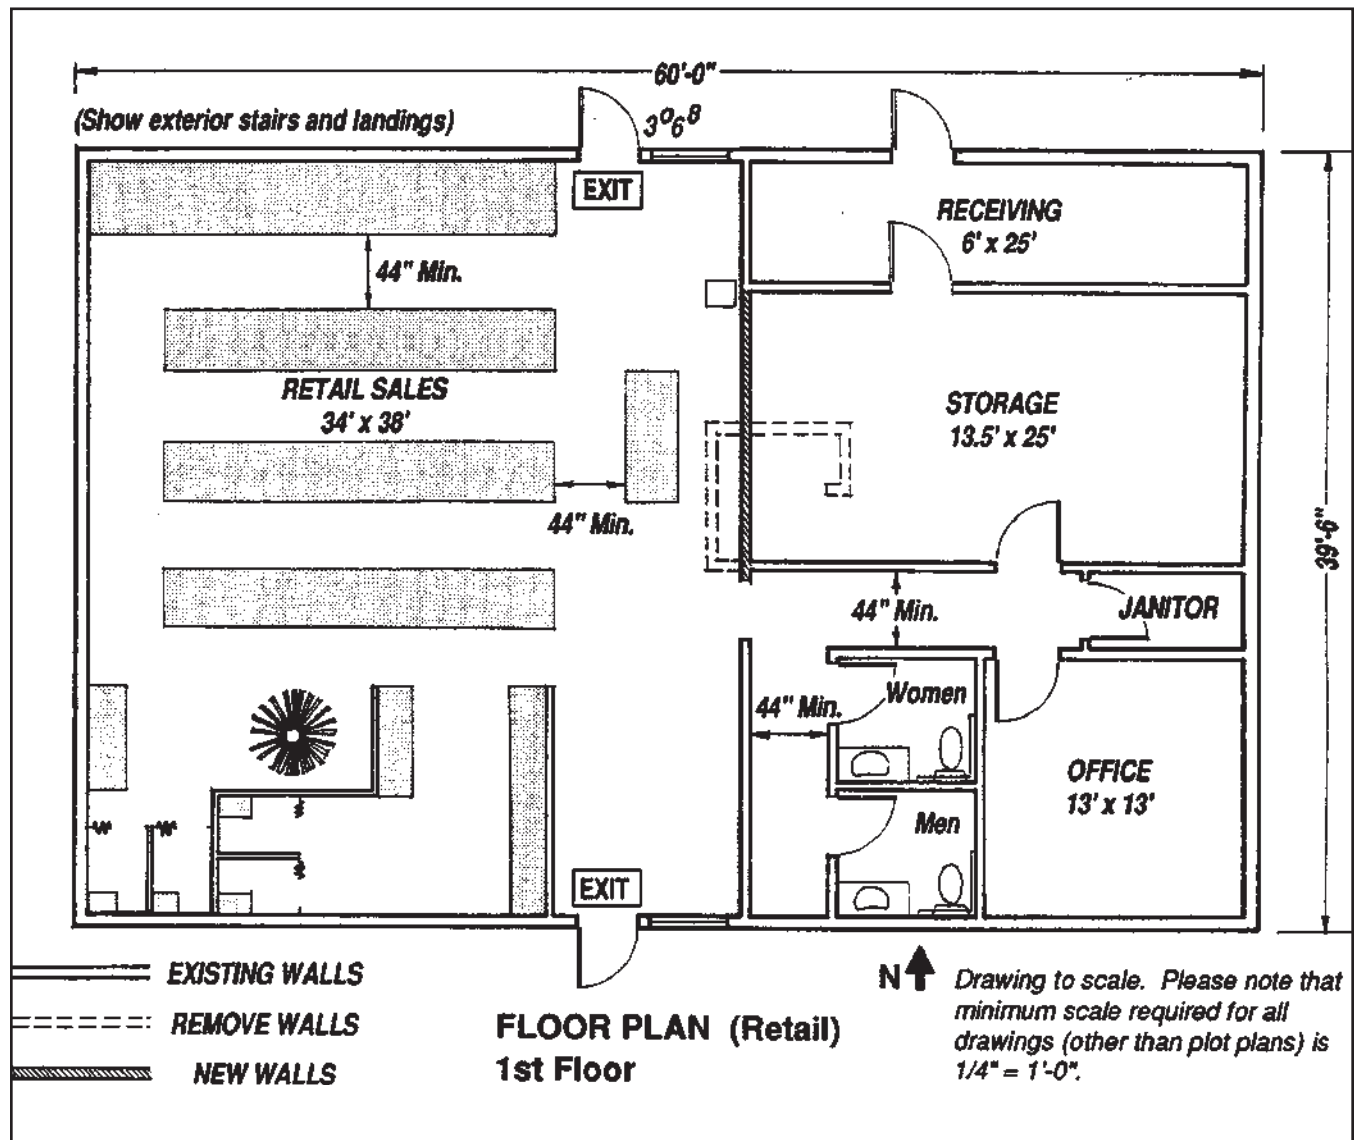 60'-0"
(Show exterior stairs and landings)
3⁰6⁸
EXIT
RECEIVING
6' x 25'
44" Min.
RETAIL SALES
34' x 38'
STORAGE
13.5' x 25'
44" Min.
39'-6"
44" Min.
JANITOR
Women
44" Min.
OFFICE
13' x 13'
Men
EXIT
EXISTING WALLS
REMOVE WALLS
NEW WALLS
FLOOR PLAN (Retail)
1st Floor
N
Drawing to scale. Please note that
minimum scale required for all
drawings (other than plot plans) is
1/4" = 1'-0".